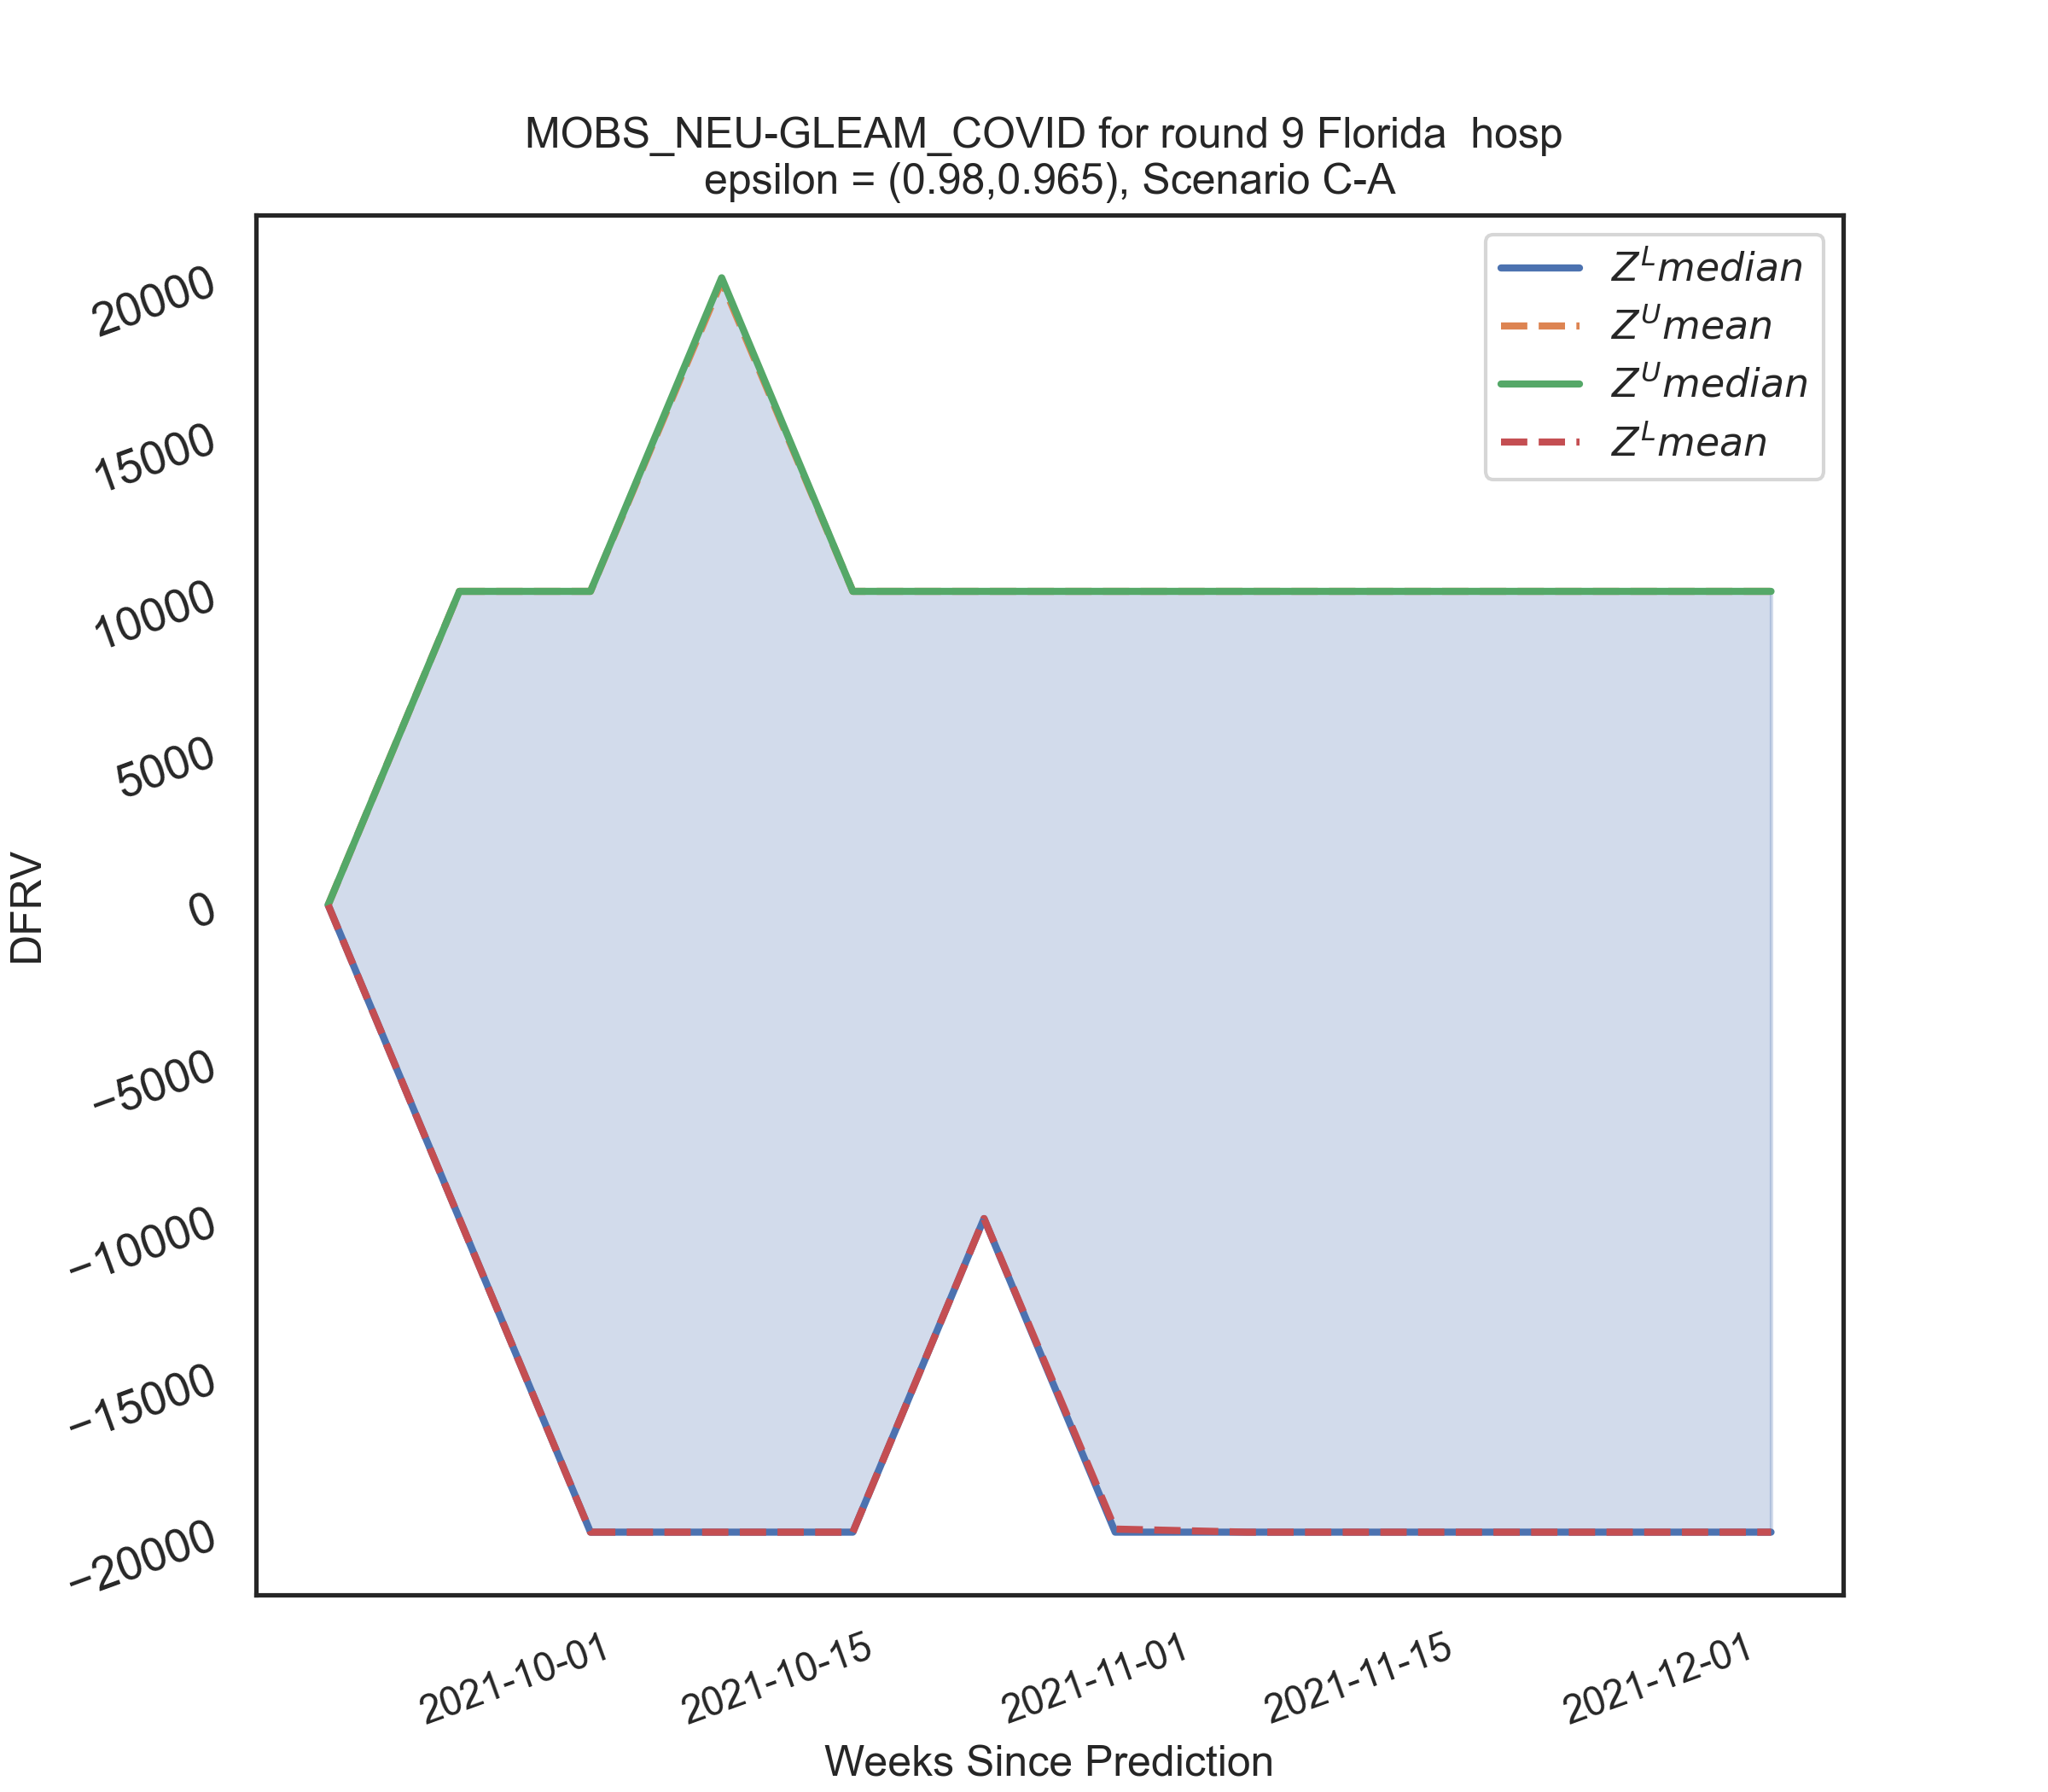 MOBS_NEU-GLEAM_COVID for round 9 Florida  hosp
epsilon = (0.98,0.965), Scenario C-A
Z^L median
Z^U mean
Z^U median
Z^L mean
20000
15000
10000
5000
0
−5000
−10000
−15000
−20000
DFRV
2021-10-01
2021-10-15
2021-11-01
2021-11-15
2021-12-01
Weeks Since Prediction